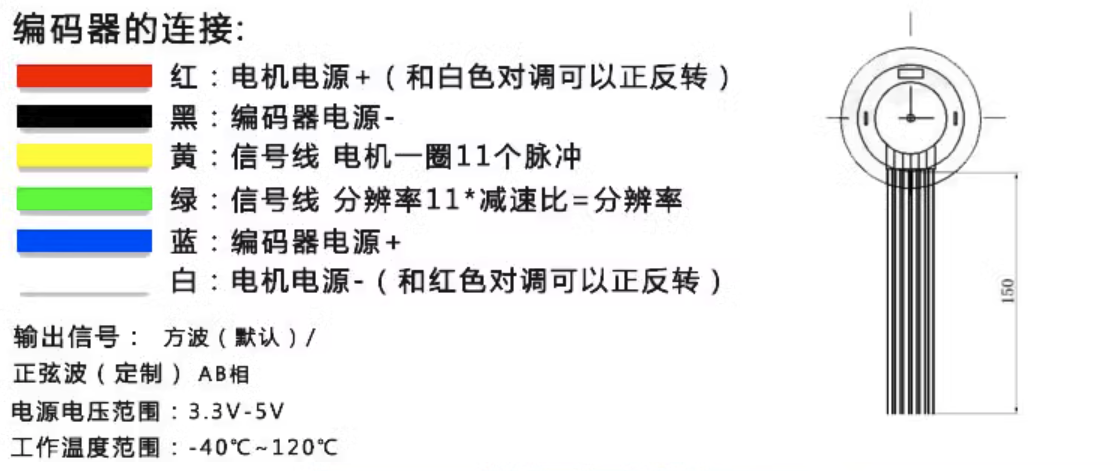 编码器的连接:
红：电机电源+（和白色对调可以正反转）
黑：编码器电源-
黄：信号线 电机一圈11个脉冲
绿：信号线 分辨率11*减速比=分辨率
蓝：编码器电源+
白：电机电源-（和红色对调可以正反转）
输出信号： 方波（默认）/
正弦波（定制） AB相
电源电压范围：3.3V-5V
工作温度范围：-40℃~120℃
150